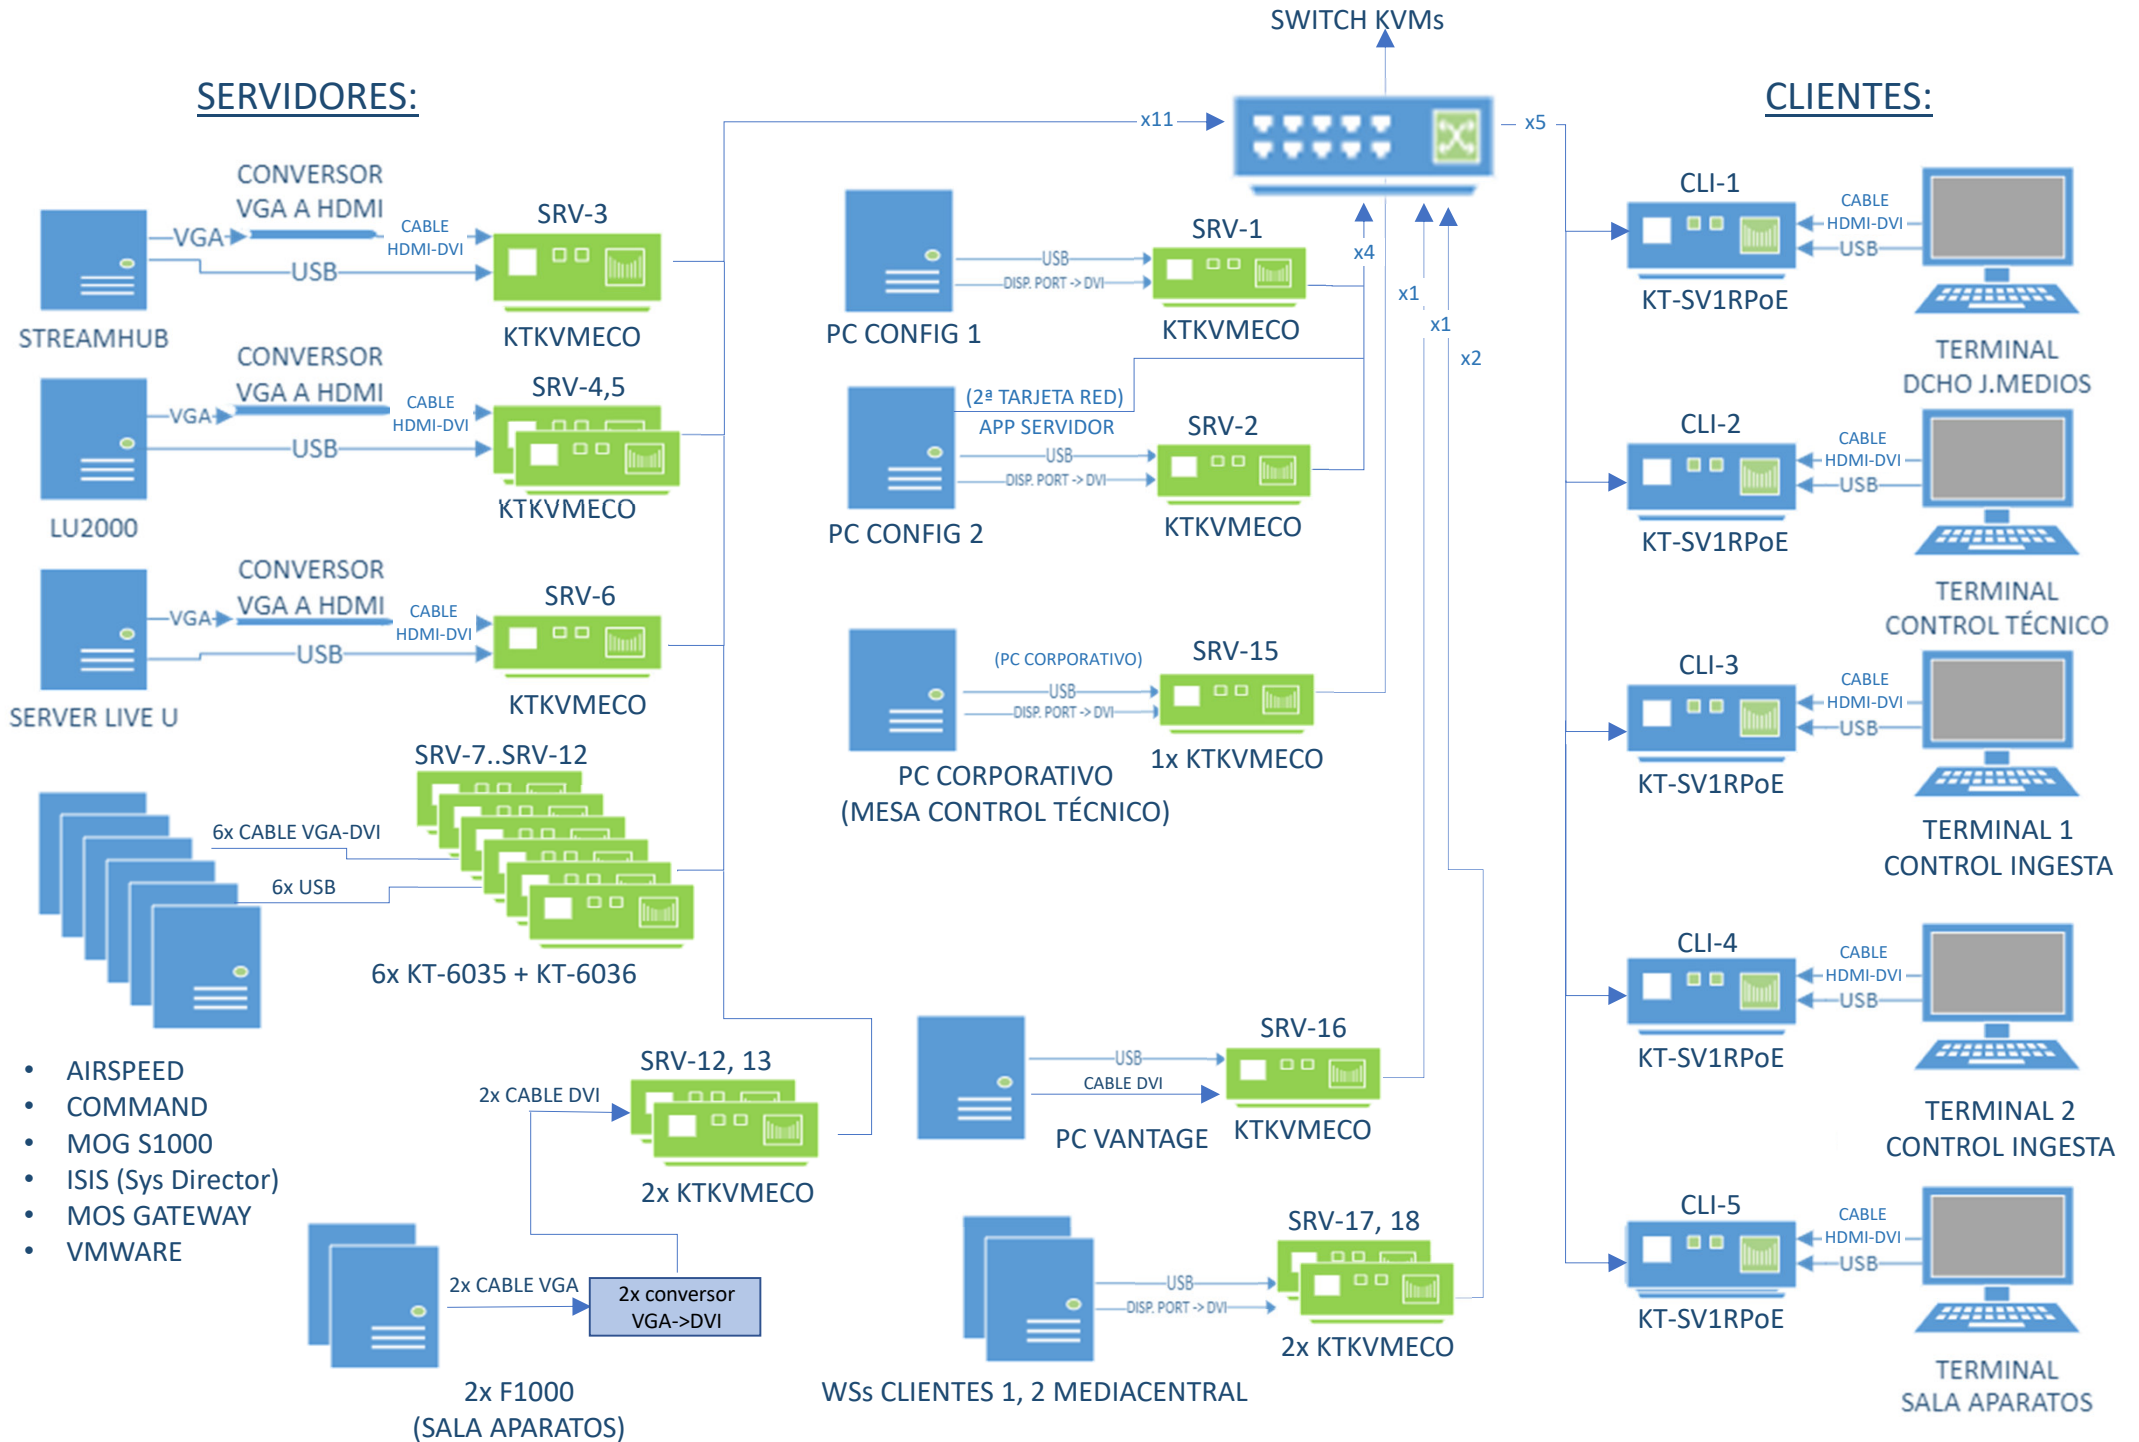 SWITCH KVMs
SERVIDORES:
CLIENTES:
x11
x5
CONVERSOR
VGA A HDMI
STREAMHUB
VGA
USB
CABLE
HDMI-DVI
SRV-3
KTKVMECO
CONVERSOR
VGA A HDMI
LU2000
VGA
USB
CABLE
HDMI-DVI
SRV-4,5
KTKVMECO
CONVERSOR
VGA A HDMI
SERVER LIVE U
VGA
USB
CABLE
HDMI-DVI
SRV-6
KTKVMECO
SRV-7..SRV-12
6x CABLE VGA-DVI
6x USB
6x KT-6035 + KT-6036
• AIRSPEED
• COMMAND
• MOG S1000
• ISIS (Sys Director)
• MOS GATEWAY
• VMWARE
SRV-12, 13
2x CABLE DVI
2x KTKVMECO
2x CABLE VGA
2x conversor
VGA->DVI
2x F1000
(SALA APARATOS)
PC CONFIG 1
USB
DISP. PORT -> DVI
SRV-1
KTKVMECO
x4
x1
x1
x2
(2ª TARJETA RED)
APP SERVIDOR
USB
DISP. PORT -> DVI
PC CONFIG 2
SRV-2
KTKVMECO
(PC CORPORATIVO)
USB
DISP. PORT -> DVI
SRV-15
1x KTKVMECO
PC CORPORATIVO
(MESA CONTROL TÉCNICO)
USB
CABLE DVI
SRV-16
KTKVMECO
PC VANTAGE
USB
DISP. PORT -> DVI
SRV-17, 18
2x KTKVMECO
WSs CLIENTES 1, 2 MEDIACENTRAL
CLI-1
KT-SV1RPoE
CABLE
HDMI-DVI
USB
TERMINAL
DCHO J.MEDIOS
CLI-2
KT-SV1RPoE
CABLE
HDMI-DVI
USB
TERMINAL
CONTROL TÉCNICO
CLI-3
KT-SV1RPoE
CABLE
HDMI-DVI
USB
TERMINAL 1
CONTROL INGESTA
CLI-4
KT-SV1RPoE
CABLE
HDMI-DVI
USB
TERMINAL 2
CONTROL INGESTA
CLI-5
KT-SV1RPoE
CABLE
HDMI-DVI
USB
TERMINAL
SALA APARATOS